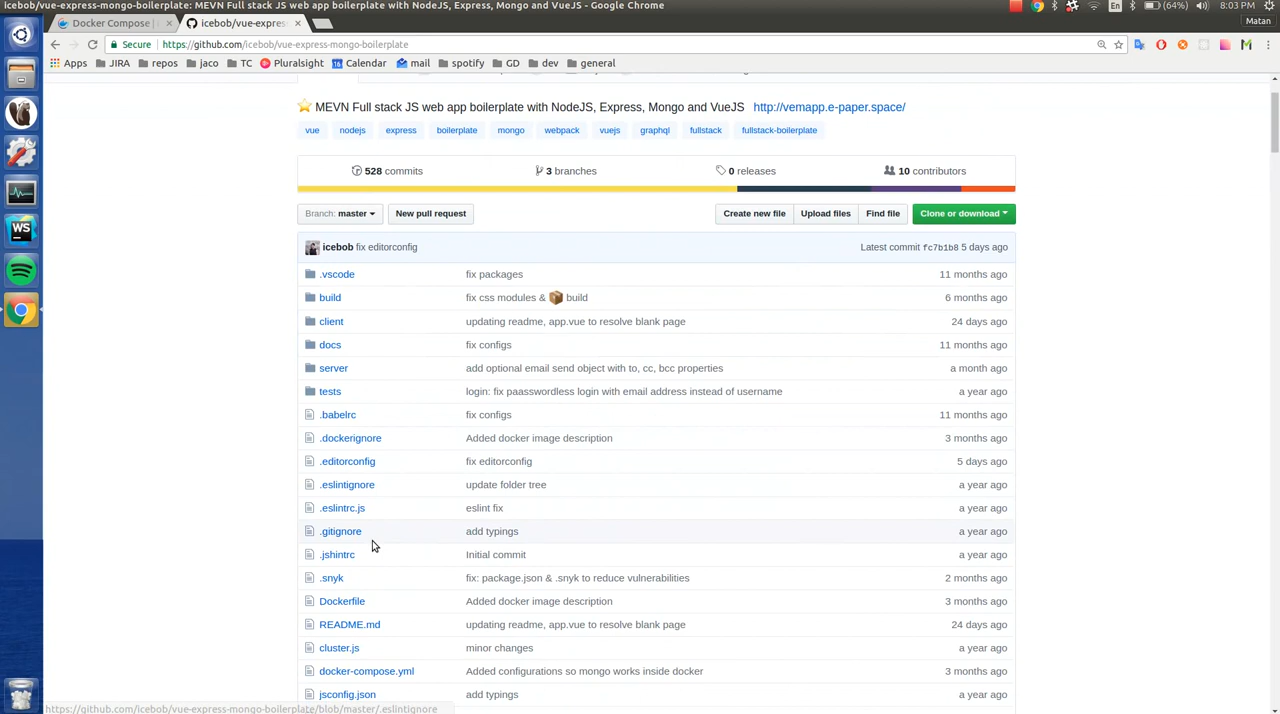 icebob/vue-express-mongo-boilerplate: MEVN Full stack JS web app boilerplate with NodeJS, Express, Mongo and VueJS - Google Chrome
En (64%) 8:03 PM
Docker Compose | × icebob/vue-express × Matan
Secure https://github.com/icebob/vue-express-mongo-boilerplate
Apps JIRA repos jaco TC Pluralsight 16 Calendar mail spotify GD dev general
MEVN Full stack JS web app boilerplate with NodeJS, Express, Mongo and VueJS http://vemapp.e-paper.space/
vue nodejs express boilerplate mongo webpack vuejs graphql fullstack fullstack-boilerplate
528 commits 3 branches 0 releases 10 contributors
Branch: master New pull request Create new file Upload files Find file Clone or download
icebob fix editorconfig Latest commit fc7b1b8 5 days ago
.vscode fix packages 11 months ago
build fix css modules & 📦 build 6 months ago
client updating readme, app.vue to resolve blank page 24 days ago
docs fix configs 11 months ago
server add optional email send object with to, cc, bcc properties a month ago
tests login: fix paasswordless login with email address instead of username a year ago
.babelrc fix configs 11 months ago
.dockerignore Added docker image description 3 months ago
.editorconfig fix editorconfig 5 days ago
.eslintignore update folder tree a year ago
.eslintrc.js eslint fix a year ago
.gitignore add typings a year ago
.jshintrc Initial commit a year ago
.snyk fix: package.json & .snyk to reduce vulnerabilities 2 months ago
Dockerfile Added docker image description 3 months ago
README.md updating readme, app.vue to resolve blank page 24 days ago
cluster.js minor changes a year ago
docker-compose.yml Added configurations so mongo works inside docker 3 months ago
jsconfig.json add typings a year ago
https://github.com/icebob/vue-express-mongo-boilerplate/blob/master/.eslintignore
WS